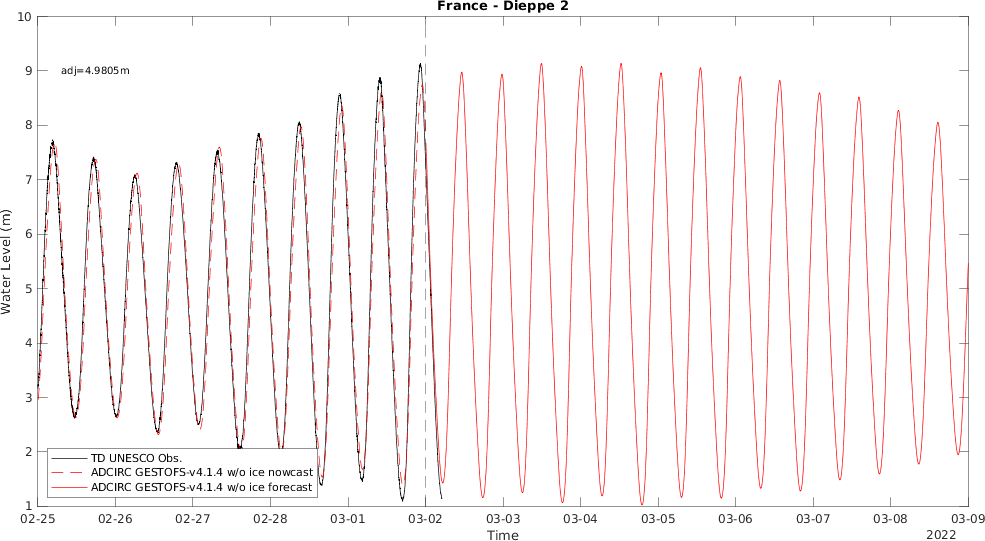 France - Dieppe 2
adj=4.9805m
Water Level (m)
10
9
8
7
6
5
4
3
2
1
TD UNESCO Obs.
ADCIRC GESTOFS-v4.1.4 w/o ice nowcast
ADCIRC GESTOFS-v4.1.4 w/o ice forecast
02-25 02-26 02-27 02-28 03-01 03-02 03-03 03-04 03-05 03-06 03-07 03-08 03-09
Time
2022